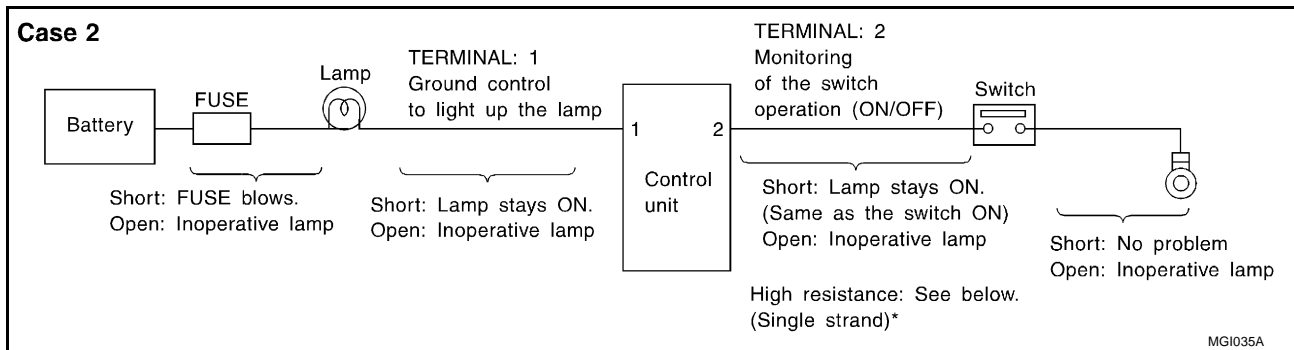 Case 2
Battery
FUSE
Lamp
TERMINAL: 1
Ground control
to light up the lamp
1
2
Control
unit
TERMINAL: 2
Monitoring
of the switch
operation (ON/OFF)
Switch
Short: FUSE blows.
Open: Inoperative lamp
Short: Lamp stays ON.
Open: Inoperative lamp
Short: Lamp stays ON.
(Same as the switch ON)
Open: Inoperative lamp
High resistance: See below.
(Single strand)*
Short: No problem
Open: Inoperative lamp
MGI035A